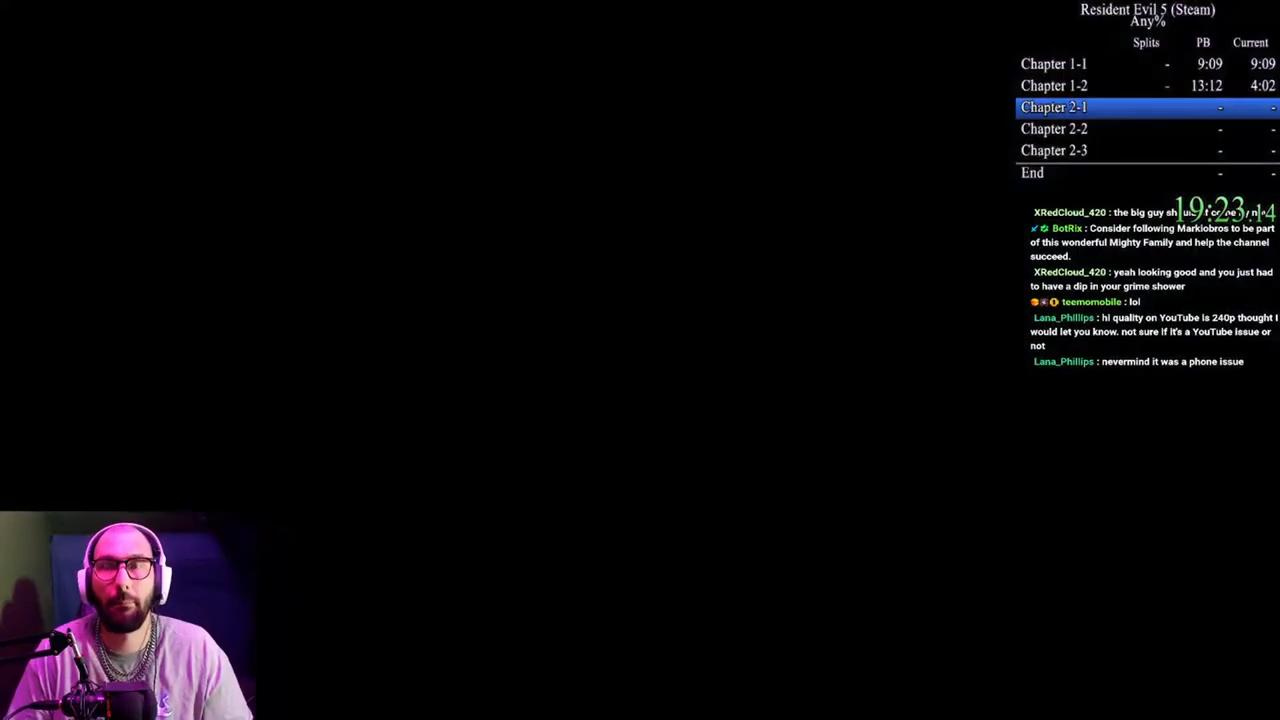 Resident Evil 5 (Steam)
Any%
Splits PB Current
Chapter 1-1 - 9:09 9:09
Chapter 1-2 - 13:12 4:02
Chapter 2-1 - -
Chapter 2-2 - -
Chapter 2-3 - -
End - -
19:23.14
XRedCloud_420 : the big guy
BotRix : Consider following Markiobros to be part
of this wonderful Mighty Family and help the channel
succeed.
XRedCloud_420 : yeah looking good and you just had
to have a dip in your grime shower
teemomobile : lol
Lana_Phillips : hi quality on YouTube is 240p thought I
would let you know. not sure if it's a YouTube issue or
not
Lana_Phillips : nevermind it was a phone issue